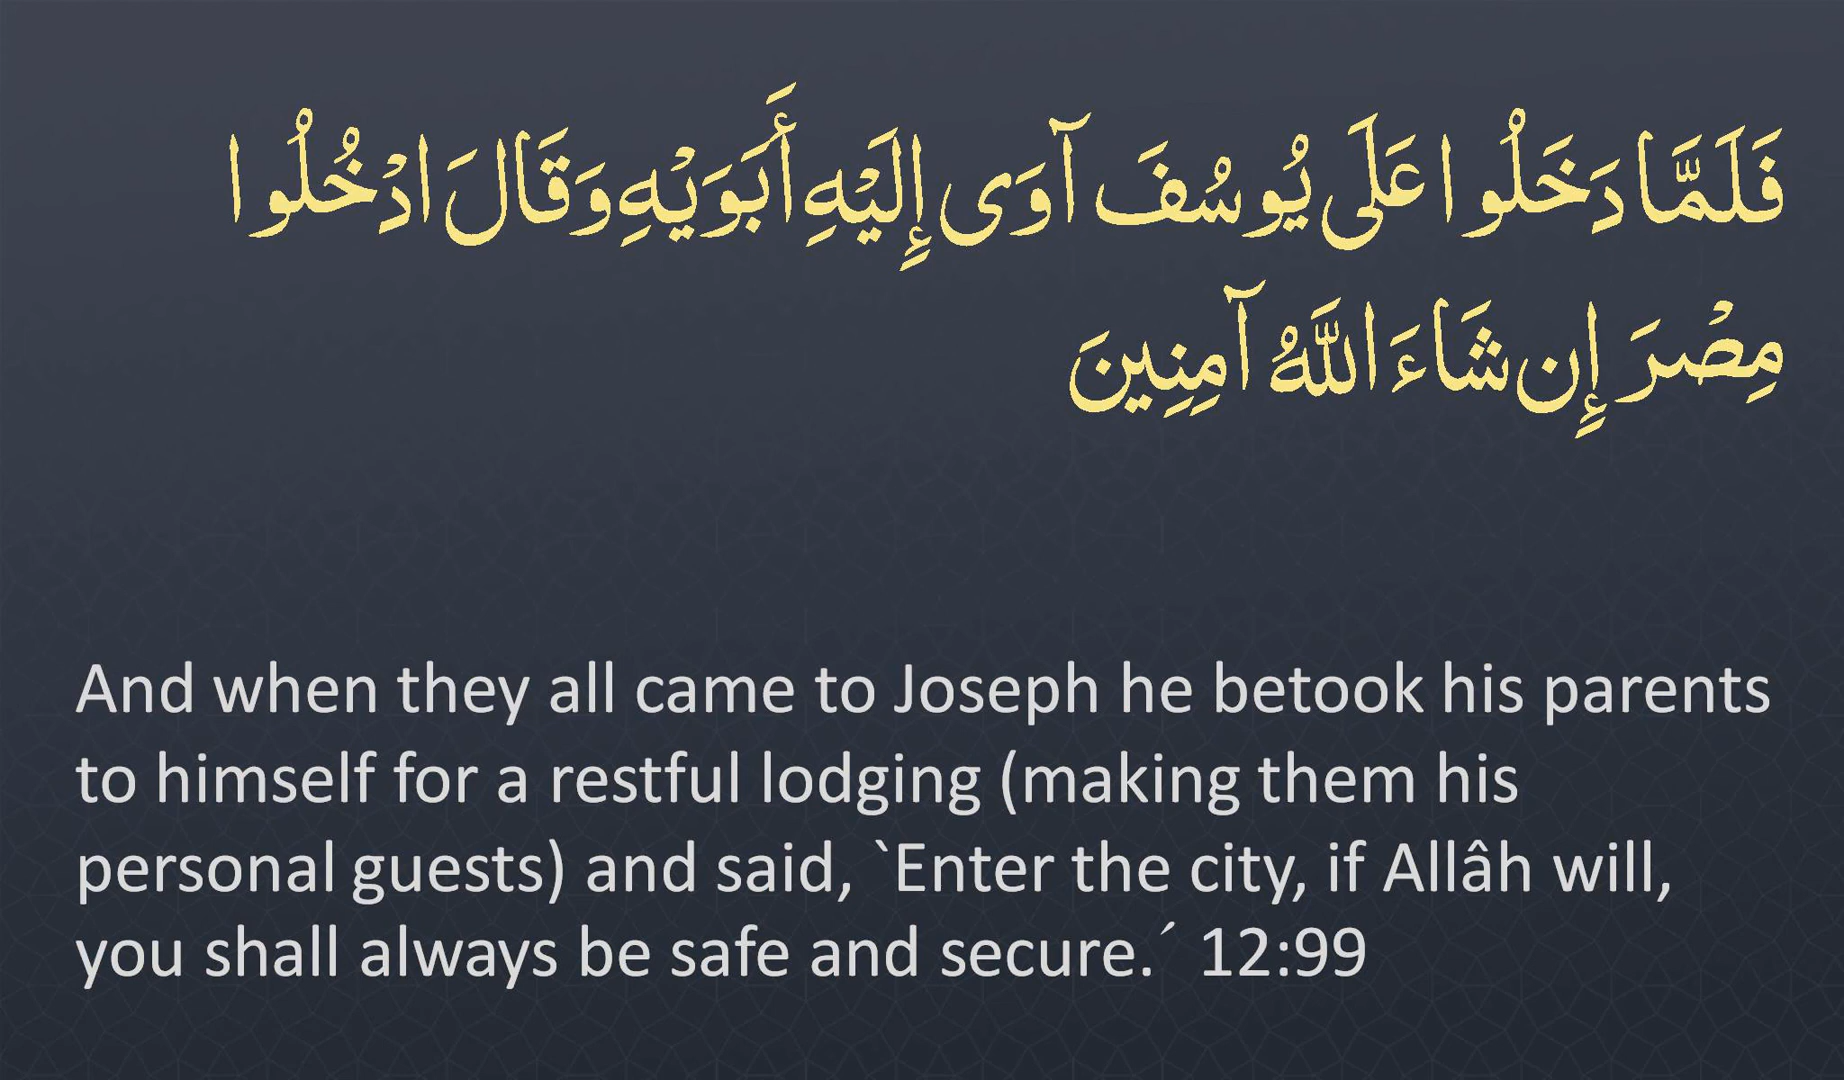 فَلَمَّا دَخَلُوا عَلَىٰ يُوسُفَ آوَىٰ إِلَيْهِ أَبَوَيْهِ وَقَالَ ادْخُلُوا
مِصْرَ إِن شَاءَ اللَّهُ آمِنِينَ
And when they all came to Joseph he betook his parents
to himself for a restful lodging (making them his
personal guests) and said, `Enter the city, if Allâh will,
you shall always be safe and secure.´ 12:99